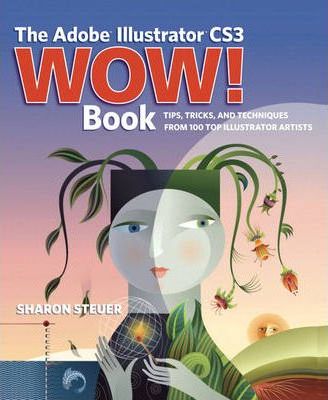 The Adobe Illustrator CS3
WOW!
Book
TIPS, TRICKS, AND TECHNIQUES
FROM 100 TOP ILLUSTRATOR ARTISTS
SHARON STEUER